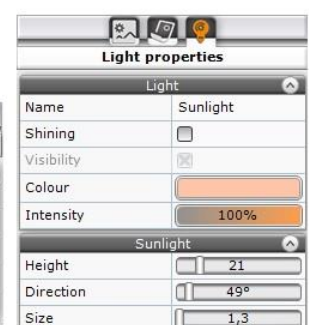 Light properties
Light
Name Sunlight
Shining
Visibility
Colour
Intensity 100%
Sunlight
Height 21
Direction 49°
Size 1,3